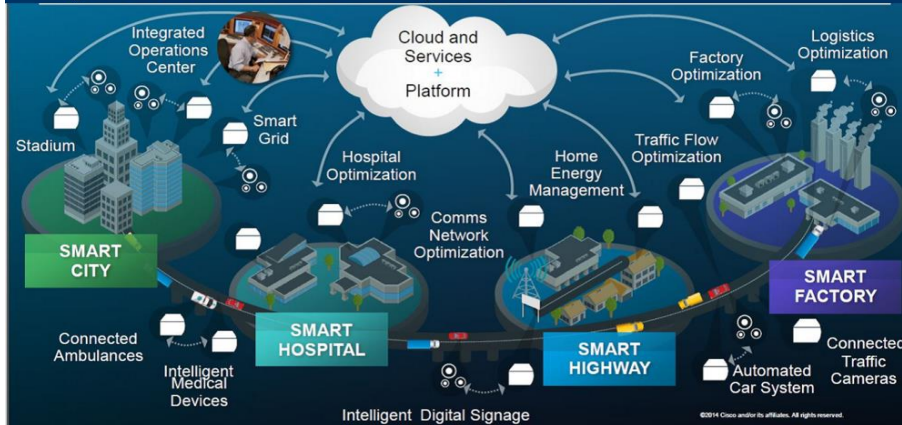 Integrated
Operations
Center
Cloud and
Services
+
Platform
Factory
Optimization
Logistics
Optimization
Stadium
Smart
Grid
Hospital
Optimization
Home
Energy
Management
Traffic Flow
Optimization
Comms
Network
Optimization
SMART
CITY
SMART
HOSPITAL
SMART
HIGHWAY
SMART
FACTORY
Connected
Ambulances
Intelligent
Medical
Devices
Intelligent Digital Signage
Automated
Car System
Connected
Traffic
Cameras
©2014 Cisco and/or its affiliates. All rights reserved.